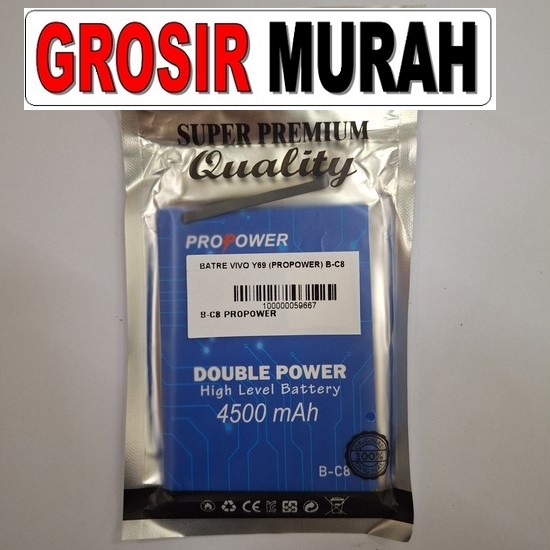 GROSIR MURAH
SUPER PREMIUM
Quality
PROPOWER
BATRE VIVO Y69 (PROPOWER) B-C8
100000059667
B-C8 PROPOWER
DOUBLE POWER
High Level Battery
4500 mAh
100%
B-C8